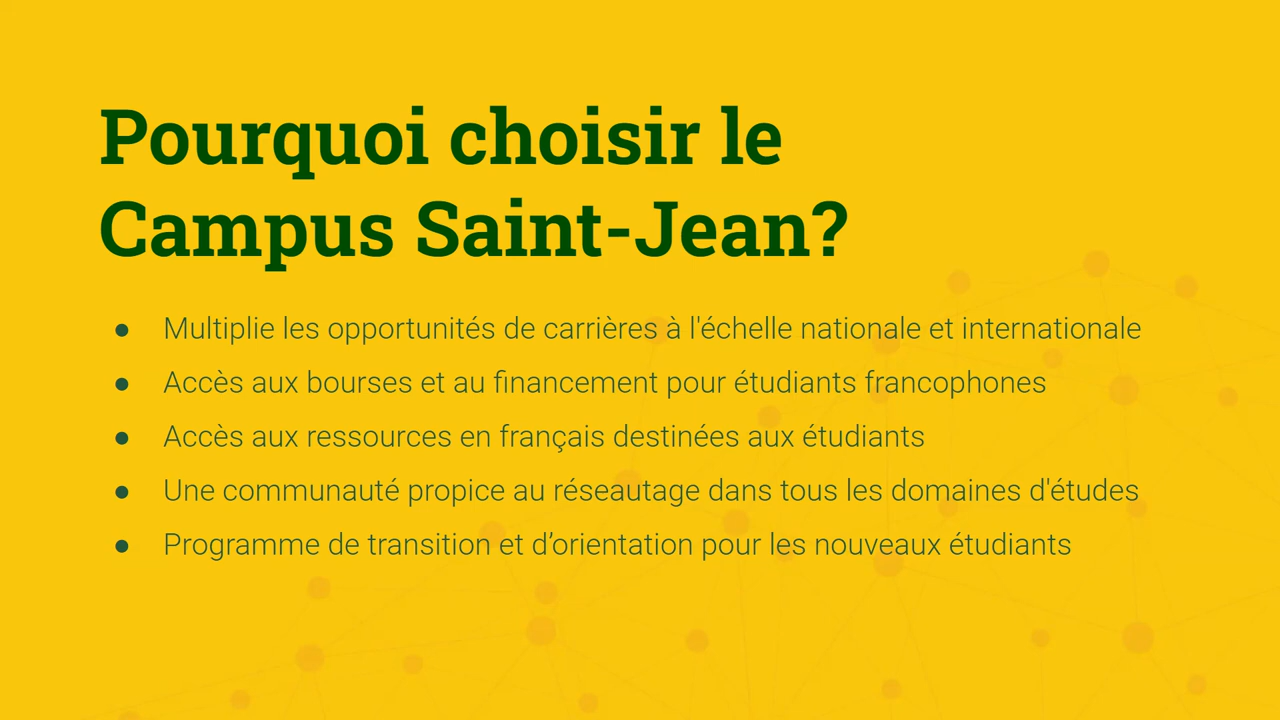 Pourquoi choisir le
Campus Saint-Jean?
● Multiplie les opportunités de carrières à l'échelle nationale et internationale
● Accès aux bourses et au financement pour étudiants francophones
● Accès aux ressources en français destinées aux étudiants
● Une communauté propice au réseautage dans tous les domaines d'études
● Programme de transition et d’orientation pour les nouveaux étudiants